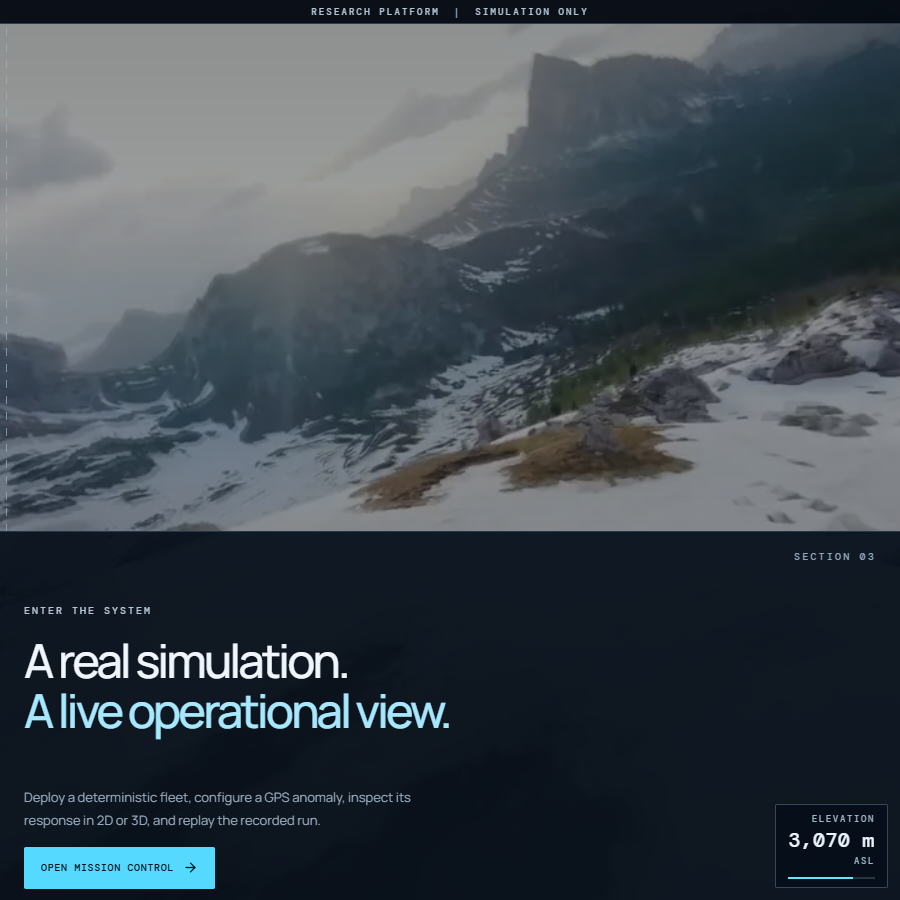 RESEARCH PLATFORM | SIMULATION ONLY
SECTION 03
ENTER THE SYSTEM
A real simulation.
A live operational view.
Deploy a deterministic fleet, configure a GPS anomaly, inspect its
response in 2D or 3D, and replay the recorded run.
OPEN MISSION CONTROL →
ELEVATION
3,070 m
ASL